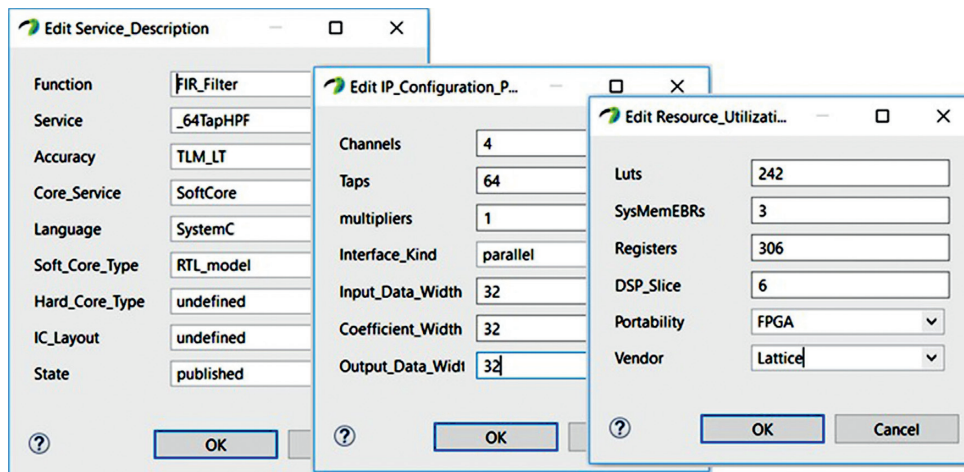 Edit Service_Description
Function FIR_Filter
Service _64TapHPF
Accuracy TLM_LT
Core_Service SoftCore
Language SystemC
Soft_Core_Type RTL_model
Hard_Core_Type undefined
IC_Layout undefined
State published
? OK
Edit IP_Configuration_P...
Channels 4
Taps 64
multipliers 1
Interface_Kind parallel
Input_Data_Width 32
Coefficient_Width 32
Output_Data_Widt 32
? OK
Edit Resource_Utilizati...
Luts 242
SysMemEBRs 3
Registers 306
DSP_Slice 6
Portability FPGA
Vendor Lattice
? OK Cancel